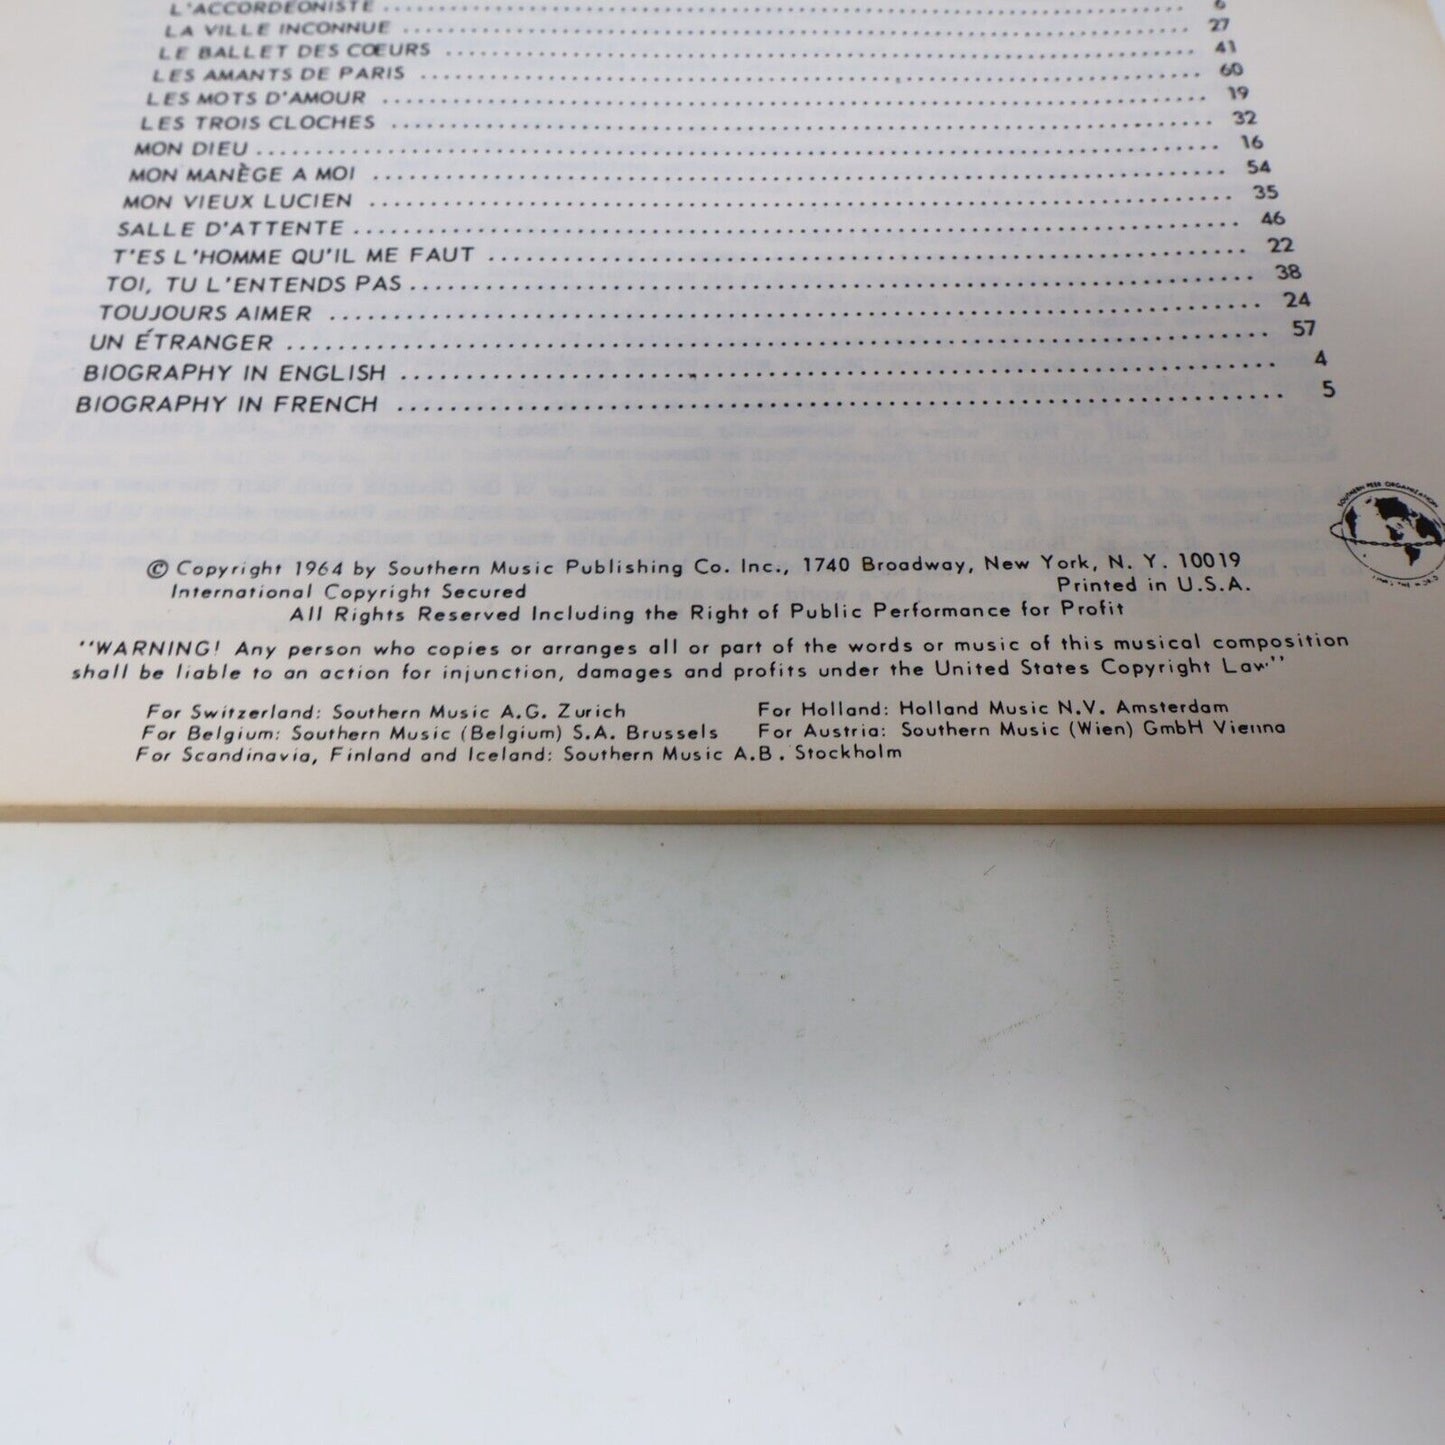 L'ACCORDÉONISTE ........ 6
LA VILLE INCONNUE ........ 27
LE BALLET DES CŒURS ........ 41
LES AMANTS DE PARIS ........ 60
LES MOTS D'AMOUR ........ 19
LES TROIS CLOCHES ........ 32
MON DIEU ........ 16
MON MANÈGE A MOI ........ 54
MON VIEUX LUCIEN ........ 35
SALLE D'ATTENTE ........ 46
T'ES L'HOMME QU'IL ME FAUT ........ 22
TOI, TU L'ENTENDS PAS ........ 38
TOUJOURS AIMER ........ 24
UN ÉTRANGER ........ 57
BIOGRAPHY IN ENGLISH ........ 4
BIOGRAPHY IN FRENCH ........ 5
SOUTHERN PEER ORGANIZATION
© Copyright 1964 by Southern Music Publishing Co. Inc., 1740 Broadway, New York, N. Y. 10019
International Copyright Secured Printed in U.S.A.
All Rights Reserved Including the Right of Public Performance for Profit
"WARNING! Any person who copies or arranges all or part of the words or music of this musical composition
shall be liable to an action for injunction, damages and profits under the United States Copyright Law."
For Switzerland: Southern Music A.G. Zurich For Holland: Holland Music N.V. Amsterdam
For Belgium: Southern Music (Belgium) S.A. Brussels For Austria: Southern Music (Wien) GmbH Vienna
For Scandinavia, Finland and Iceland: Southern Music A.B. Stockholm